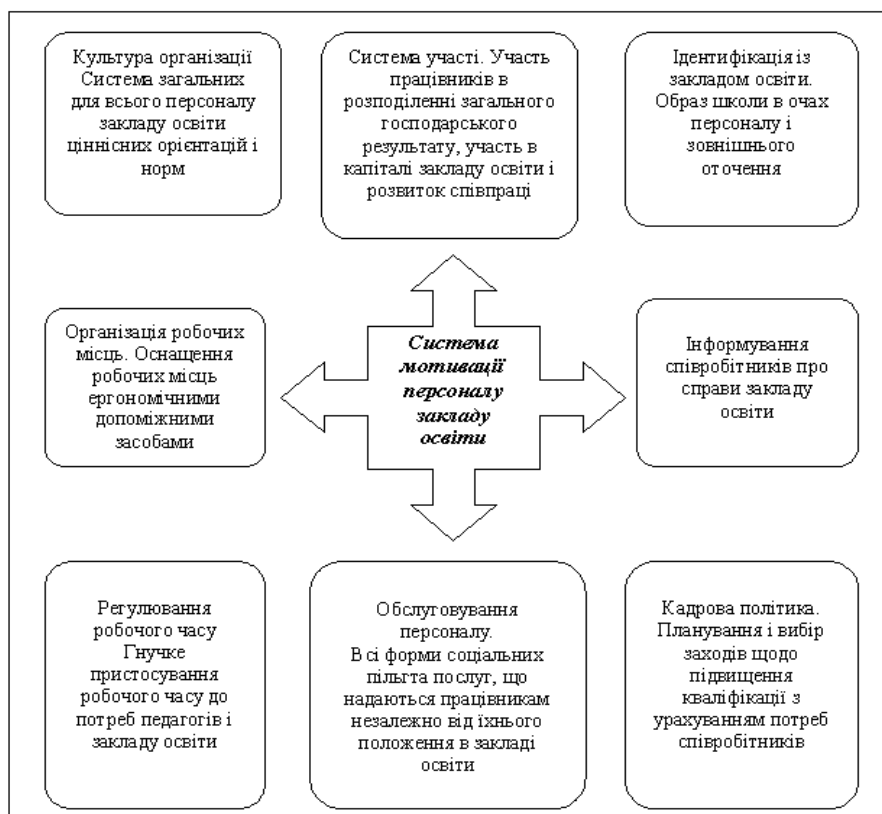 Культура організації
Система загальних
для всього персоналу
закладу освіти
ціннісних орієнтацій і
норм
Система участі. Участь
працівників в
розподіленні загального
господарського
результату, участь в
капіталі закладу освіти і
розвиток співпраці
Ідентифікація із
закладом освіти.
Образ школи в очах
персоналу і
зовнішнього
оточення
Організація робочих
місць. Оснащення
робочих місць
ергономічними
допоміжними
засобами
Система
мотивації
персоналу
закладу
освіти
Інформування
співробітників про
справи закладу
освіти
Регулювання
робочого часу
Гнучке
пристосування
робочого часу до
потреб педагогів і
закладу освіти
Обслуговування
персоналу.
Всі форми соціальних
пільгта послуг, що
надаються працівникам
незалежно від їхнього
положення в закладі
освіти
Кадрова політика.
Планування і вибір
заходів щодо
підвищення
кваліфікації з
урахуванням потреб
співробітників